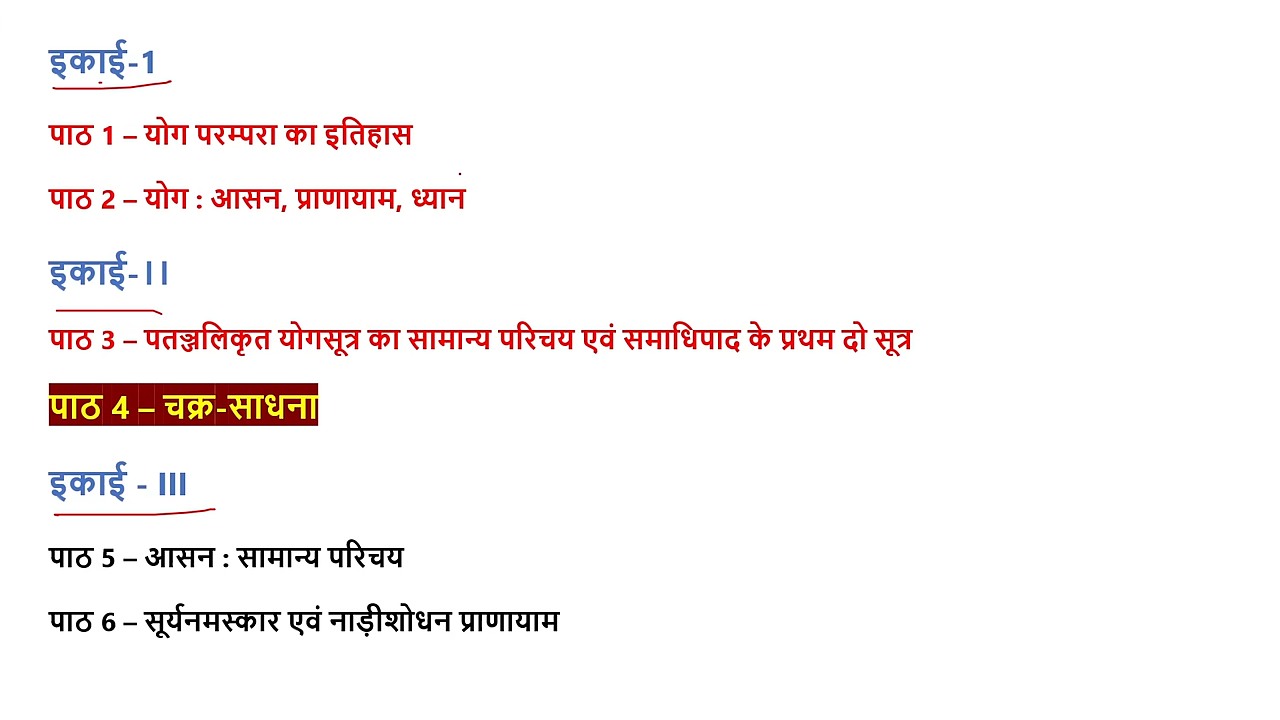 इकाई-1
पाठ 1 – योग परम्परा का इतिहास
पाठ 2 – योग : आसन, प्राणायाम, ध्यान
इकाई-II
पाठ 3 – पतञ्जलिकृत योगसूत्र का सामान्य परिचय एवं समाधिपाद के प्रथम दो सूत्र
पाठ 4 – चक्र-साधना
इकाई - III
पाठ 5 – आसन : सामान्य परिचय
पाठ 6 – सूर्यनमस्कार एवं नाड़ीशोधन प्राणायाम